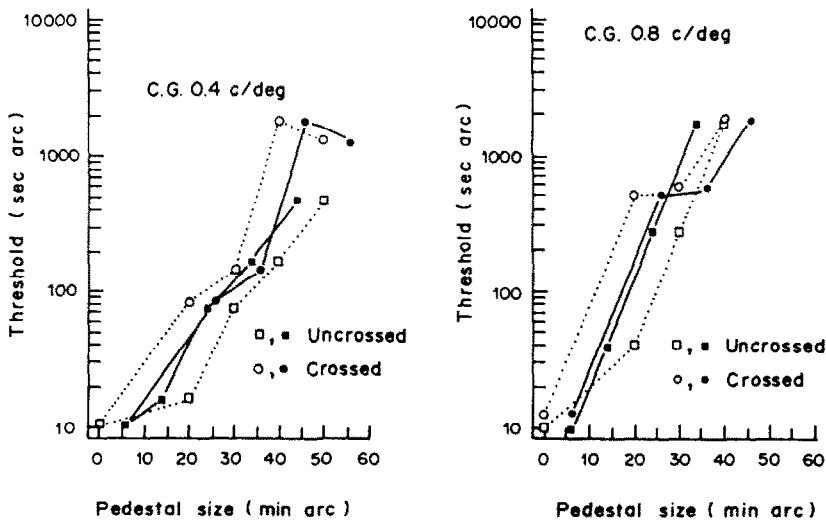 10000
C.G. 0.4 c/deg
1000
100
10
Threshold (sec arc)
□, ■ Uncrossed
○, ● Crossed
0 10 20 30 40 50 60
Pedestal size (min arc)
10000
C.G. 0.8 c/deg
1000
100
10
Threshold (sec arc)
□, ■ Uncrossed
○, ● Crossed
0 10 20 30 40 50 60
Pedestal size (min arc)